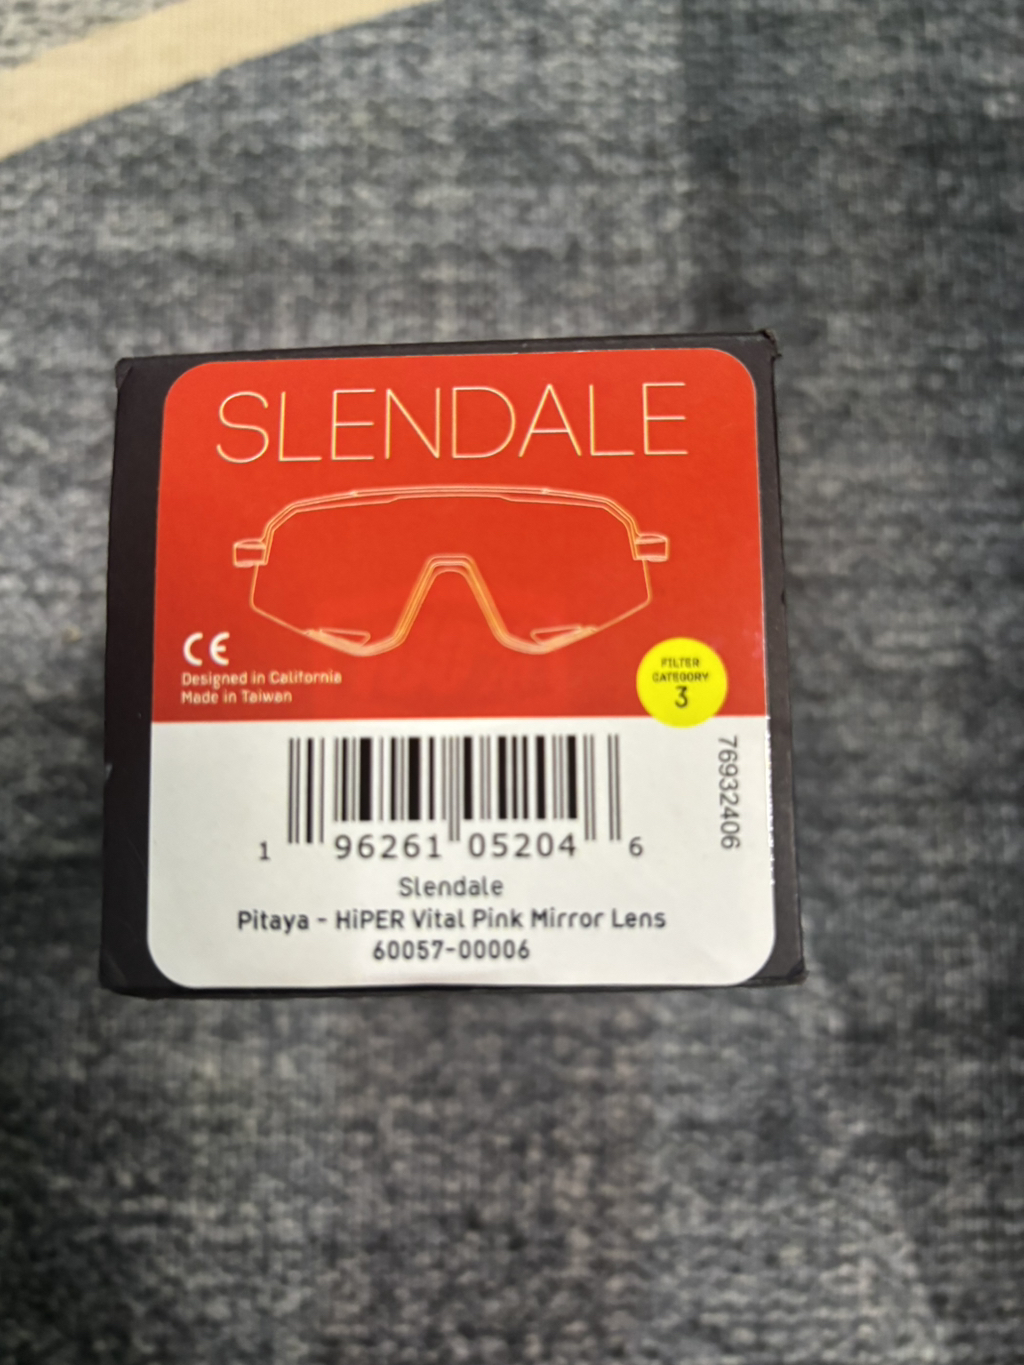 SLENDALE
CE
Designed in California
Made in Taiwan
FILTER
CATEGORY
3
76932406
1 96261 05204 6
Slendale
Pitaya - HiPER Vital Pink Mirror Lens
60057-00006